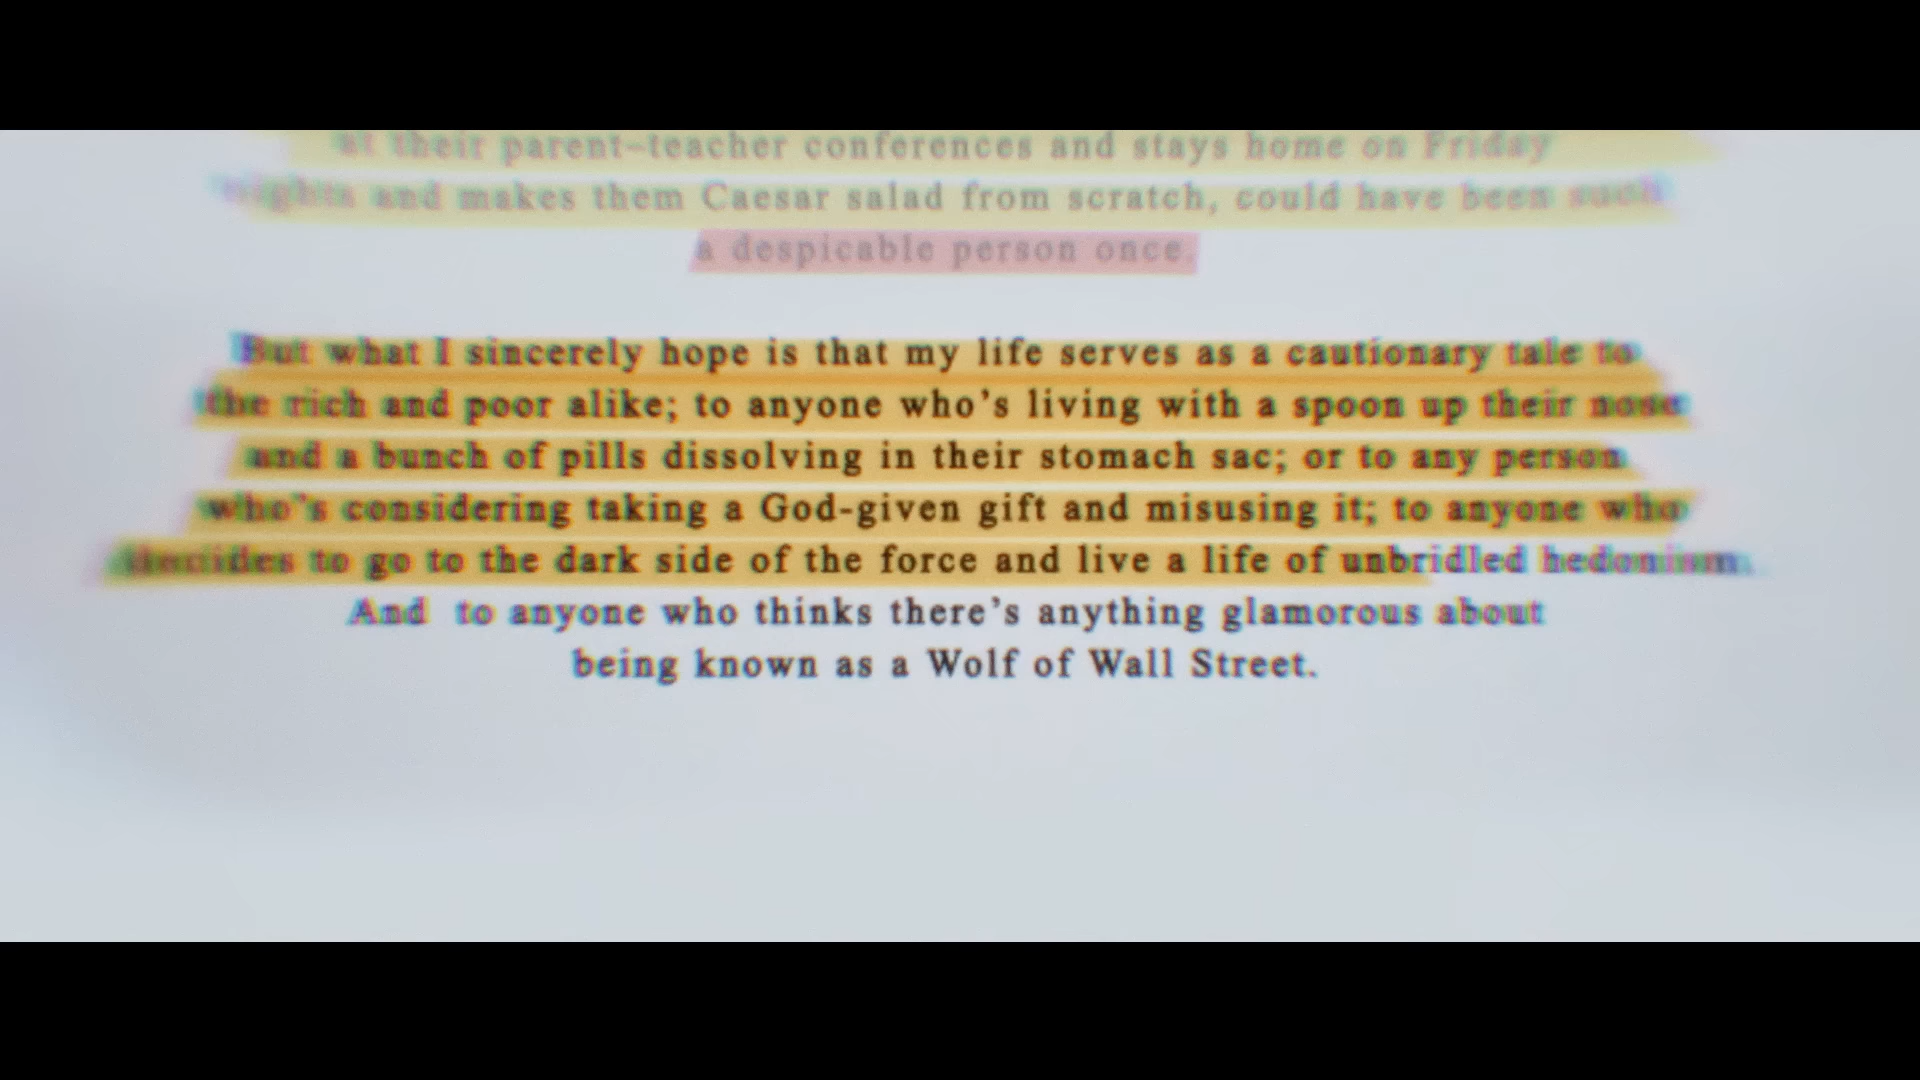 at their parent–teacher conferences and stays home on Friday
nights and makes them Caesar salad from scratch, could have been such
a despicable person once.
But what I sincerely hope is that my life serves as a cautionary tale to
the rich and poor alike; to anyone who’s living with a spoon up their nose
and a bunch of pills dissolving in their stomach sac; or to any person
who’s considering taking a God-given gift and misusing it; to anyone who
decides to go to the dark side of the force and live a life of unbridled hedonism.
And to anyone who thinks there’s anything glamorous about
being known as a Wolf of Wall Street.